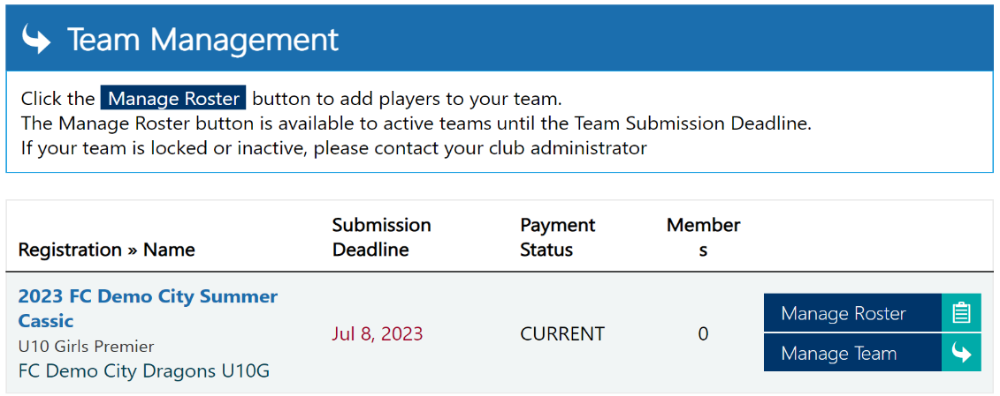 Team Management
Click the Manage Roster button to add players to your team.
The Manage Roster button is available to active teams until the Team Submission Deadline.
If your team is locked or inactive, please contact your club administrator
Registration » Name
Submission
Deadline
Payment
Status
Member
s
2023 FC Demo City Summer
Cassic
U10 Girls Premier
FC Demo City Dragons U10G
Jul 8, 2023
CURRENT
0
Manage Roster
Manage Team